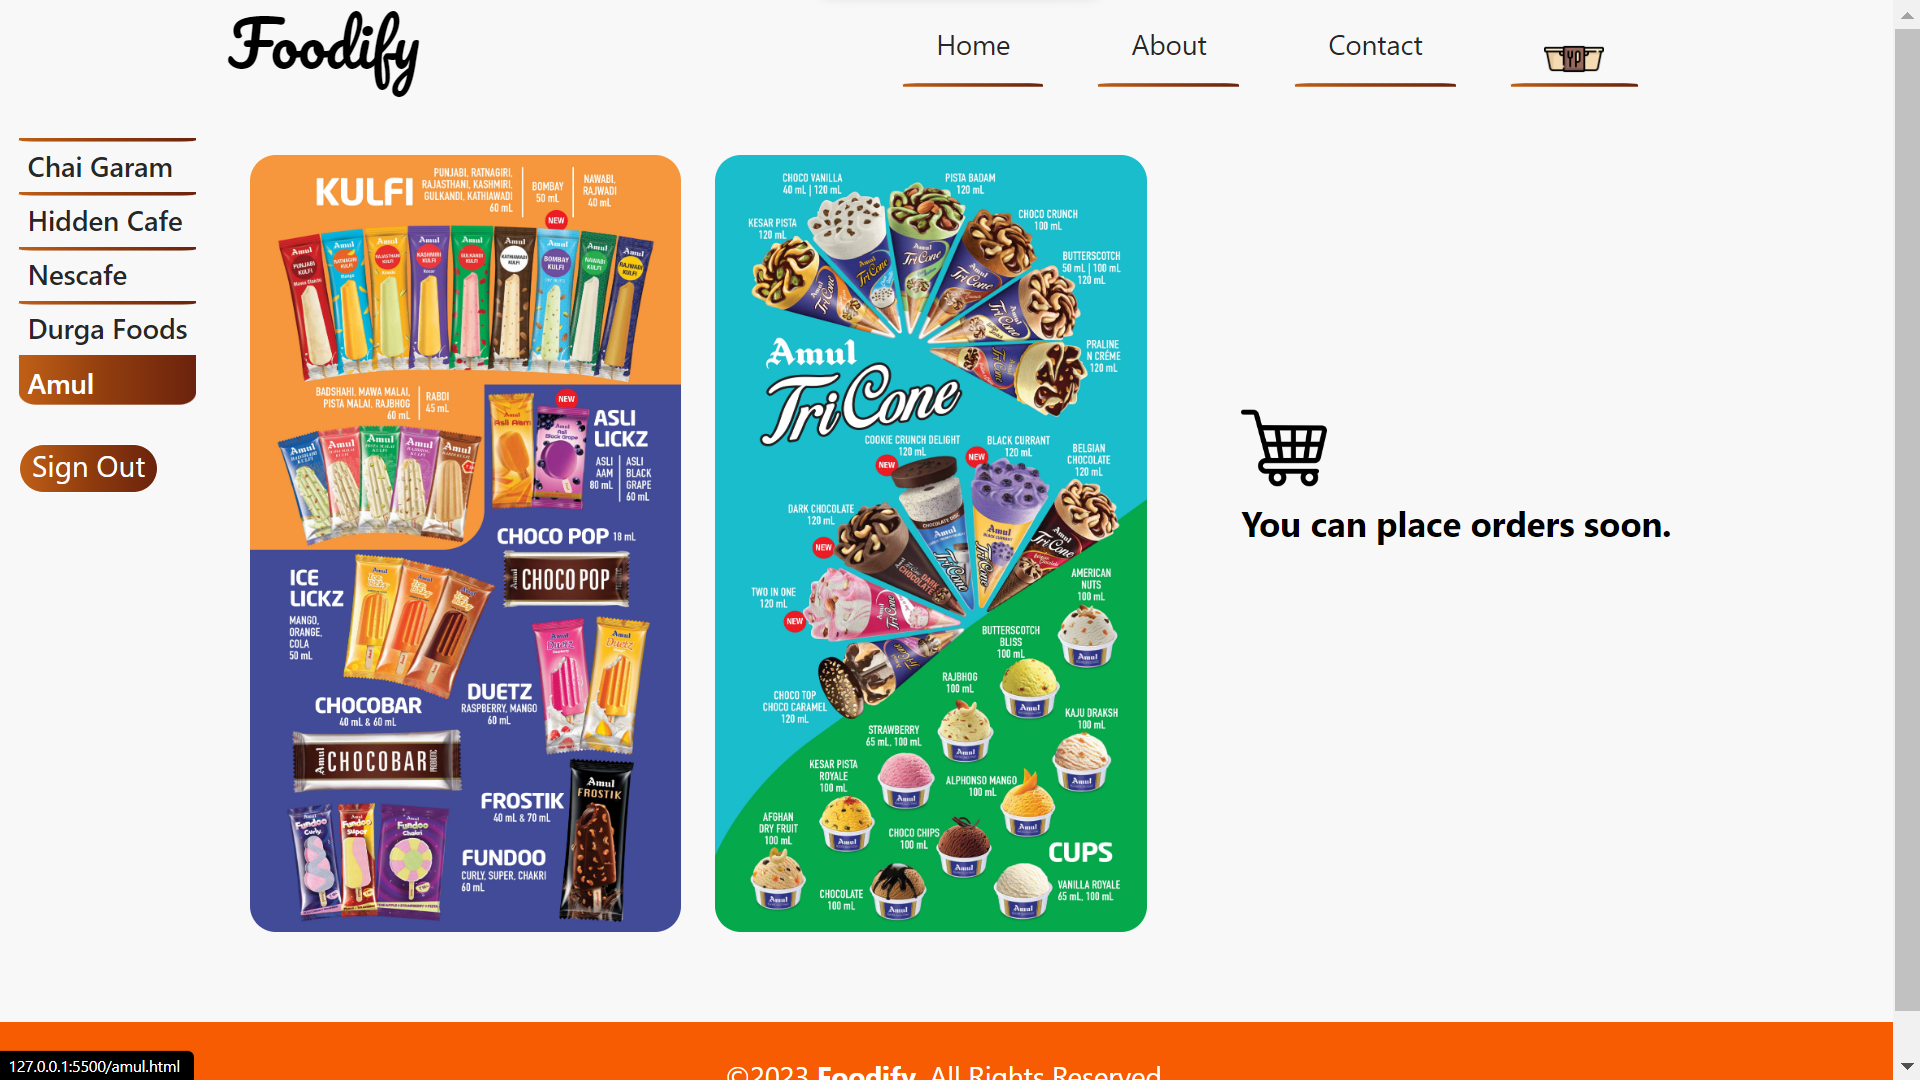 Foodify
Home
About
Contact
YP
Chai Garam
Hidden Cafe
Nescafe
Durga Foods
Amul
Sign Out
KULFI
PUNJABI, RATNAGIRI,
RAJASTHANI, KASHMIRI,
GULKANDI, KATHIAWADI
60 mL
BOMBAY
50 mL
NAWABI,
RAJWADI
40 mL
NEW
BADSHAHI, MAWA MALAI,
PISTA MALAI, RAJBHOG
60 mL
RABDI
45 mL
NEW
ASLI
LICKZ
ASLI
AAM
80 mL
ASLI
BLACK
GRAPE
60 mL
CHOCO POP 18 mL
CHOCO POP
ICE
LICKZ
MANGO,
ORANGE,
COLA
50 mL
DUETZ
RASPBERRY, MANGO
60 mL
CHOCOBAR
40 mL & 60 mL
Amul CHOCOBAR
FROSTIK
40 mL & 70 mL
Amul
FROSTIK
FUNDOO
CURLY, SUPER, CHAKRI
60 mL
CHOCO VANILLA
40 mL | 120 mL
PISTA BADAM
120 mL
KESAR PISTA
120 mL
CHOCO CRUNCH
100 mL
BUTTERSCOTCH
50 mL | 100 mL
120 mL
PRALINE
N CRÉME
120 mL
Amul
TriCone
COOKIE CRUNCH DELIGHT
120 mL
NEW
BLACK CURRANT
120 mL
NEW
BELGIAN
CHOCOLATE
120 mL
DARK CHOCOLATE
120 mL
NEW
TWO IN ONE
120 mL
NEW
CHOCO TOP
CHOCO CARAMEL
120 mL
AMERICAN
NUTS
100 mL
BUTTERSCOTCH
BLISS
100 mL
RAJBHOG
100 mL
KAJU DRAKSH
100 mL
STRAWBERRY
65 mL, 100 mL
KESAR PISTA
ROYALE
100 mL
ALPHONSO MANGO
100 mL
AFGHAN
DRY FRUIT
100 mL
CHOCO CHIPS
100 mL
CUPS
CHOCOLATE
100 mL
VANILLA ROYALE
65 mL, 100 mL
You can place orders soon.
©2023 Foodify. All Rights Reserved
127.0.0.1:5500/amul.html